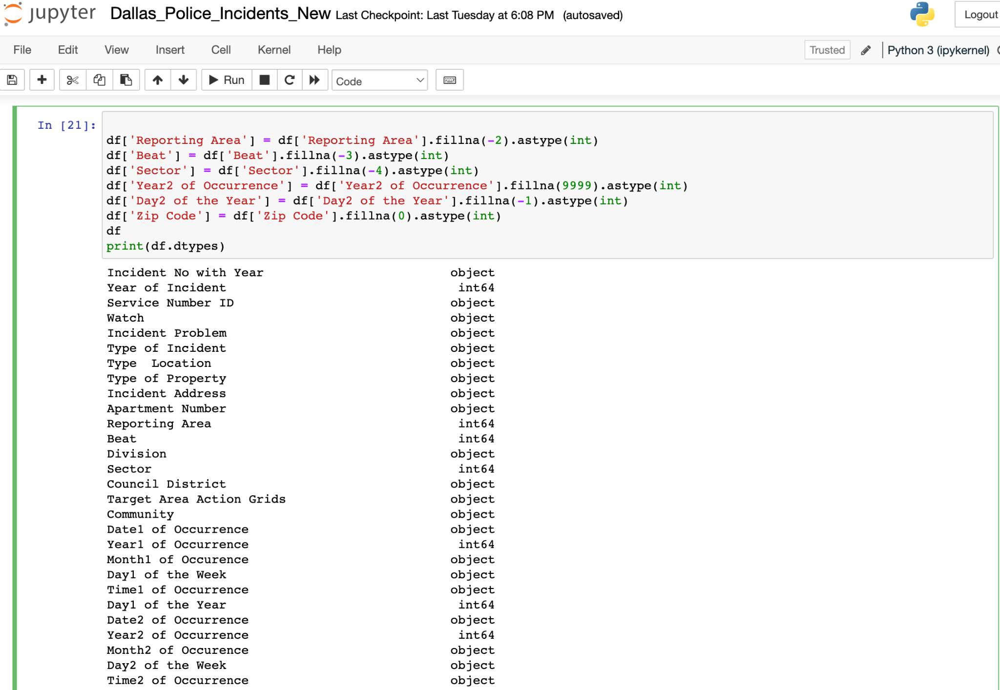 jupyter Dallas_Police_Incidents_New Last Checkpoint: Last Tuesday at 6:08 PM (autosaved) Logout
File Edit View Insert Cell Kernel Help Trusted Python 3 (ipykernel)
Run Code
In [21]:
df['Reporting Area'] = df['Reporting Area'].fillna(-2).astype(int)
df['Beat'] = df['Beat'].fillna(-3).astype(int)
df['Sector'] = df['Sector'].fillna(-4).astype(int)
df['Year2 of Occurrence'] = df['Year2 of Occurrence'].fillna(9999).astype(int)
df['Day2 of the Year'] = df['Day2 of the Year'].fillna(-1).astype(int)
df['Zip Code'] = df['Zip Code'].fillna(0).astype(int)
df
print(df.dtypes)
Incident No with Year object
Year of Incident int64
Service Number ID object
Watch object
Incident Problem object
Type of Incident object
Type  Location object
Type of Property object
Incident Address object
Apartment Number object
Reporting Area int64
Beat int64
Division object
Sector int64
Council District object
Target Area Action Grids object
Community object
Date1 of Occurrence object
Year1 of Occurrence int64
Month1 of Occurence object
Day1 of the Week object
Time1 of Occurrence object
Day1 of the Year int64
Date2 of Occurrence object
Year2 of Occurrence int64
Month2 of Occurence object
Day2 of the Week object
Time2 of Occurrence object